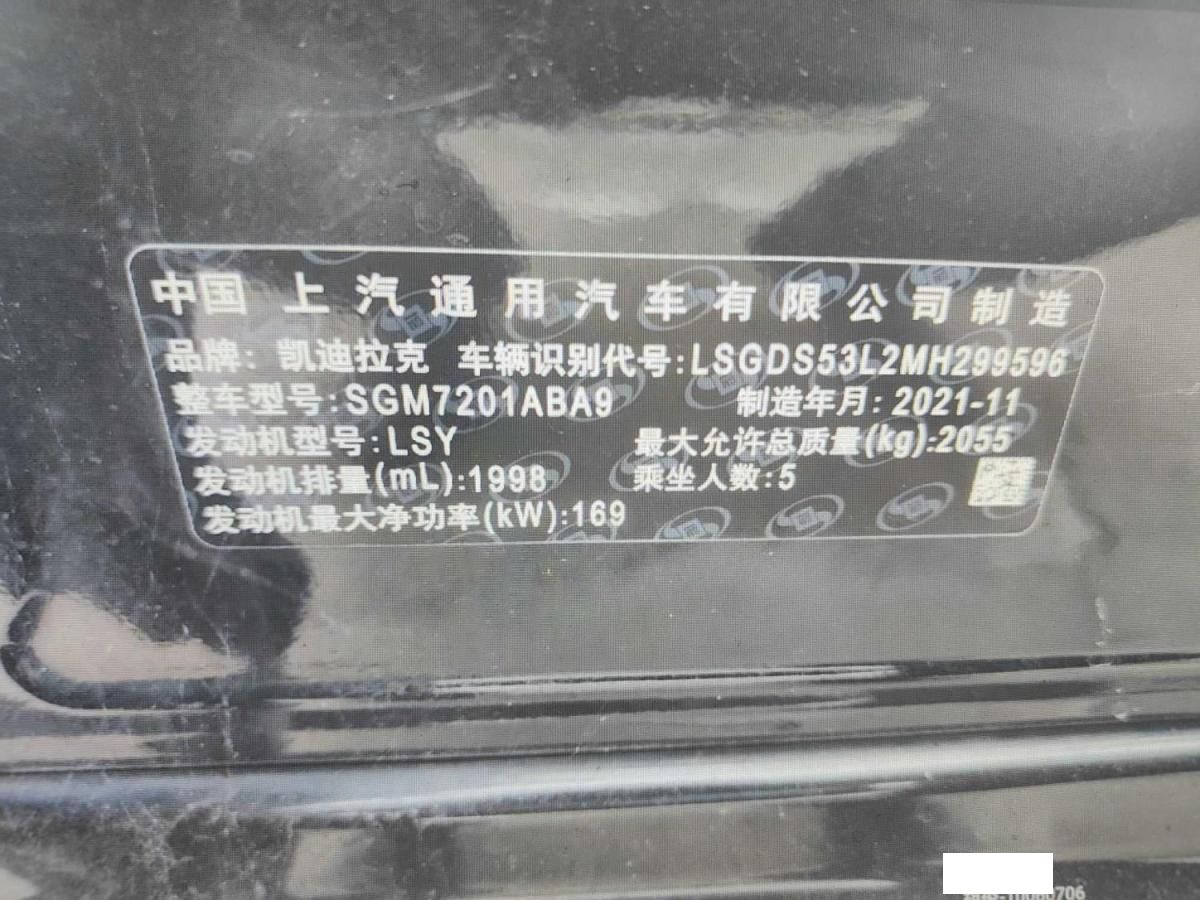 中国 上汽通用汽车有限公司制造
品牌: 凯迪拉克 车辆识别代号:LSGDS53L2MH299596
整车型号:SGM7201ABA9 制造年月: 2021-11
发动机型号:LSY 最大允许总质量(kg):2055
发动机排量(mL):1998 乘坐人数:5
发动机最大净功率(kW):169